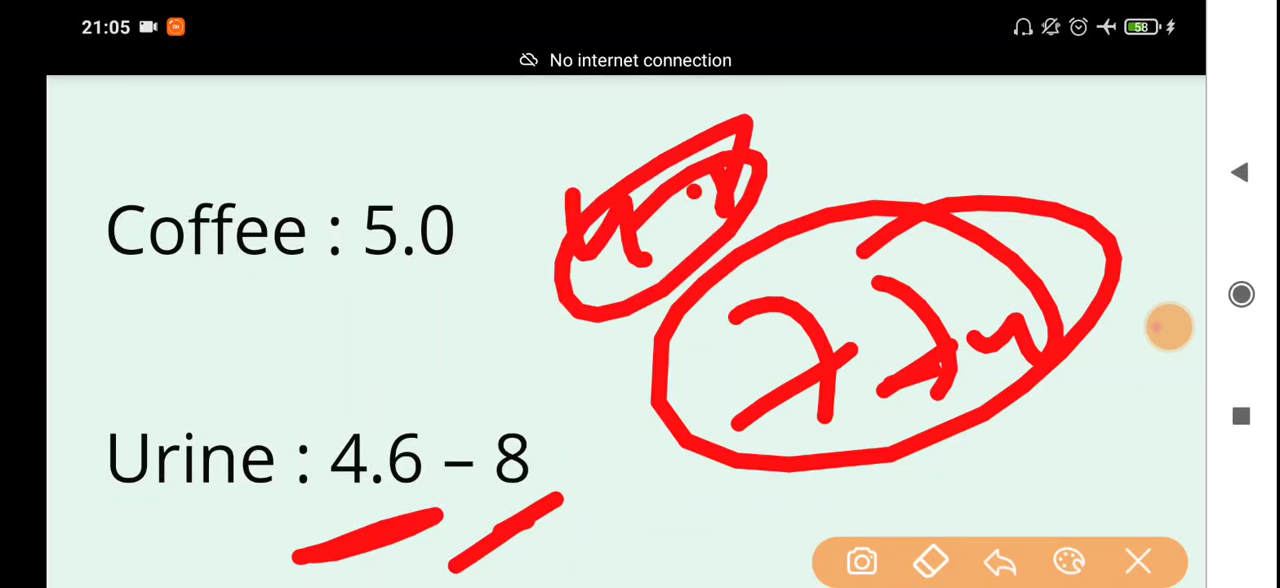 21:05
58
No internet connection
Coffee : 5.0
Urine : 4.6 – 8